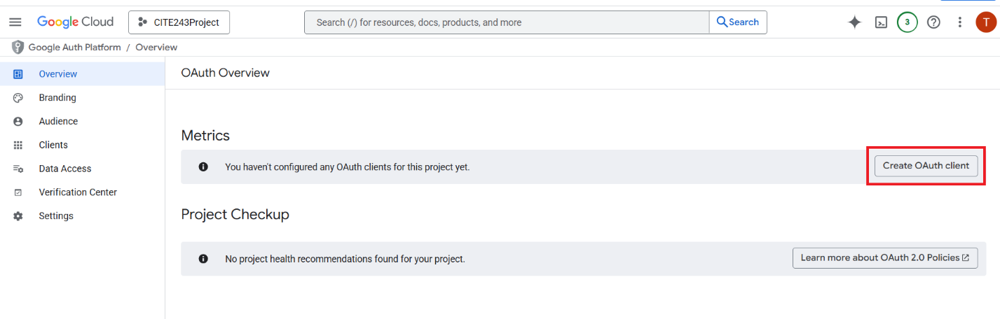 Google Cloud
CITE243Project
Search (/) for resources, docs, products, and more
Search
3
T
Google Auth Platform / Overview
Overview
Branding
Audience
Clients
Data Access
Verification Center
Settings
OAuth Overview
Metrics
You haven't configured any OAuth clients for this project yet.
Create OAuth client
Project Checkup
No project health recommendations found for your project.
Learn more about OAuth 2.0 Policies